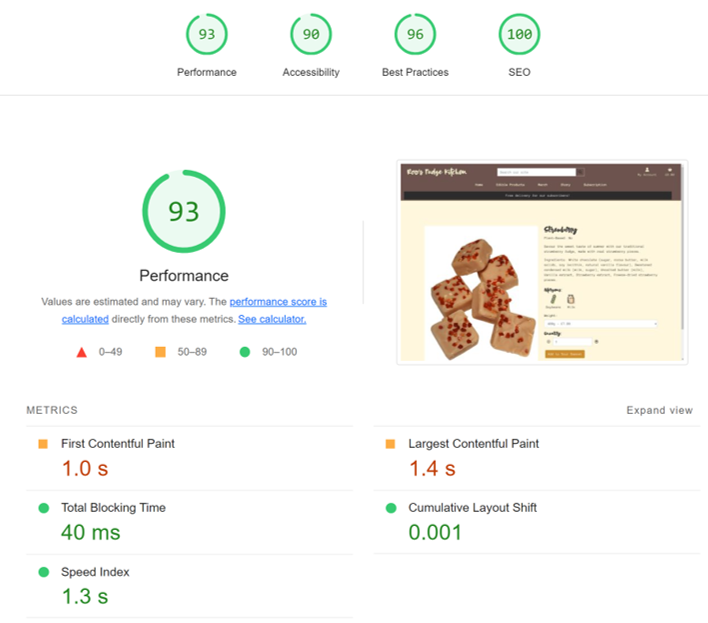 93
90
96
100
Performance
Accessibility
Best Practices
SEO
93
Performance
Values are estimated and may vary. The performance score is
calculated directly from these metrics. See calculator.
0–49
50–89
90–100
Roo's Fudge Kitchen
Home
Strawberry
METRICS
Expand view
First Contentful Paint
1.0 s
Largest Contentful Paint
1.4 s
Total Blocking Time
40 ms
Cumulative Layout Shift
0.001
Speed Index
1.3 s